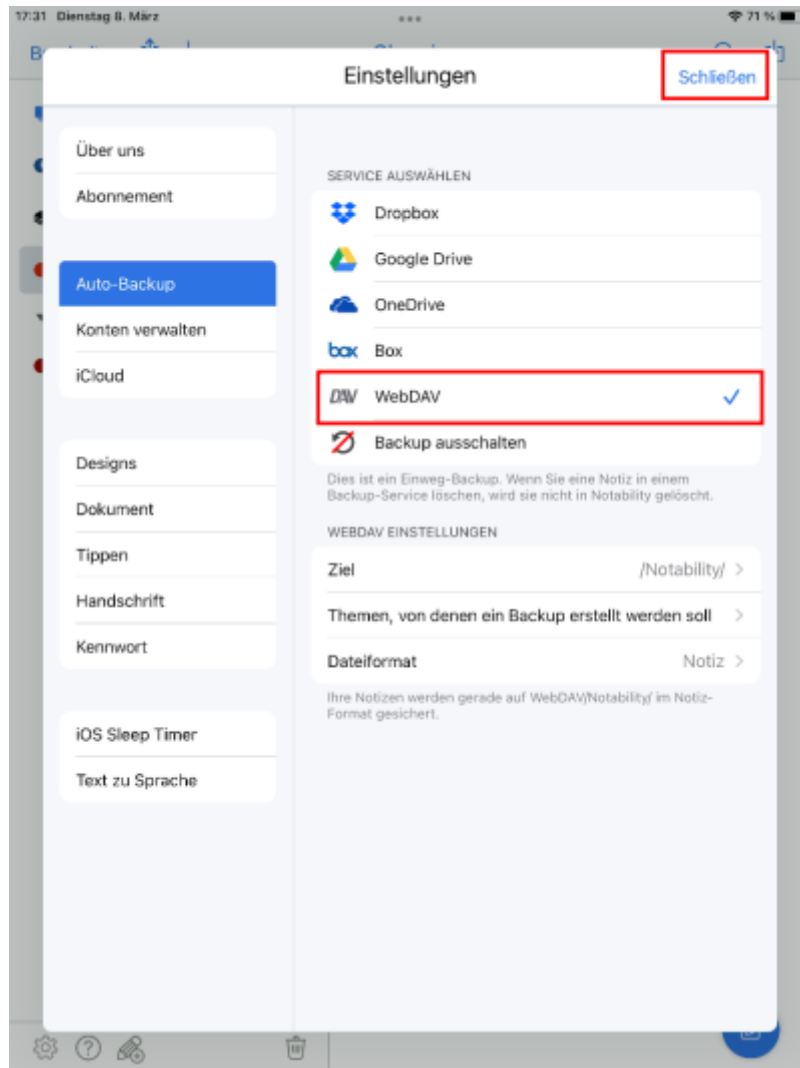 17:31 Dienstag 8. März
71 %
Einstellungen
Schließen
Über uns
Abonnement
Auto-Backup
Konten verwalten
iCloud
Designs
Dokument
Tippen
Handschrift
Kennwort
iOS Sleep Timer
Text zu Sprache
SERVICE AUSWÄHLEN
Dropbox
Google Drive
OneDrive
box Box
DAV WebDAV
Backup ausschalten
Dies ist ein Einweg-Backup. Wenn Sie eine Notiz in einem
Backup-Service löschen, wird sie nicht in Notability gelöscht.
WEBDAV EINSTELLUNGEN
Ziel /Notability/
Themen, von denen ein Backup erstellt werden soll
Dateiformat Notiz
Ihre Notizen werden gerade auf WebDAV/Notability/ im Notiz-
Format gesichert.